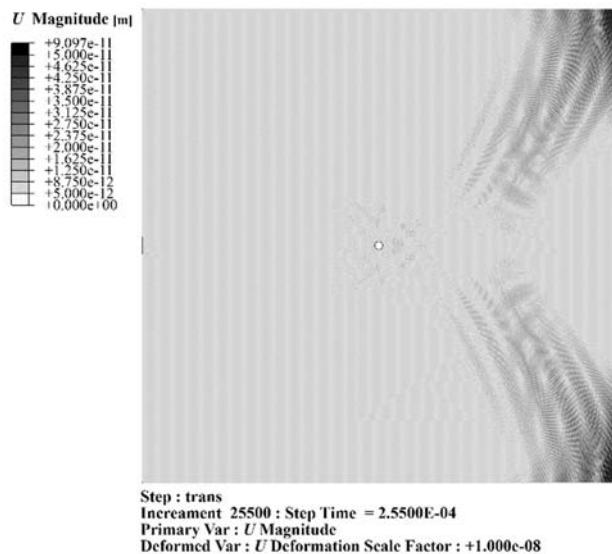 U Magnitude [m]
+9.097e-11
+5.000e-11
+4.625e-11
+4.250e-11
+3.875e-11
+3.500e-11
+3.125e-11
+2.750e-11
+2.375e-11
+2.000e-11
+1.625e-11
+1.250e-11
+8.750e-12
+5.000e-12
+0.000e+00
Step : trans
Increament 25500 : Step Time = 2.5500E-04
Primary Var : U Magnitude
Deformed Var : U Deformation Scale Factor : +1.000e-08